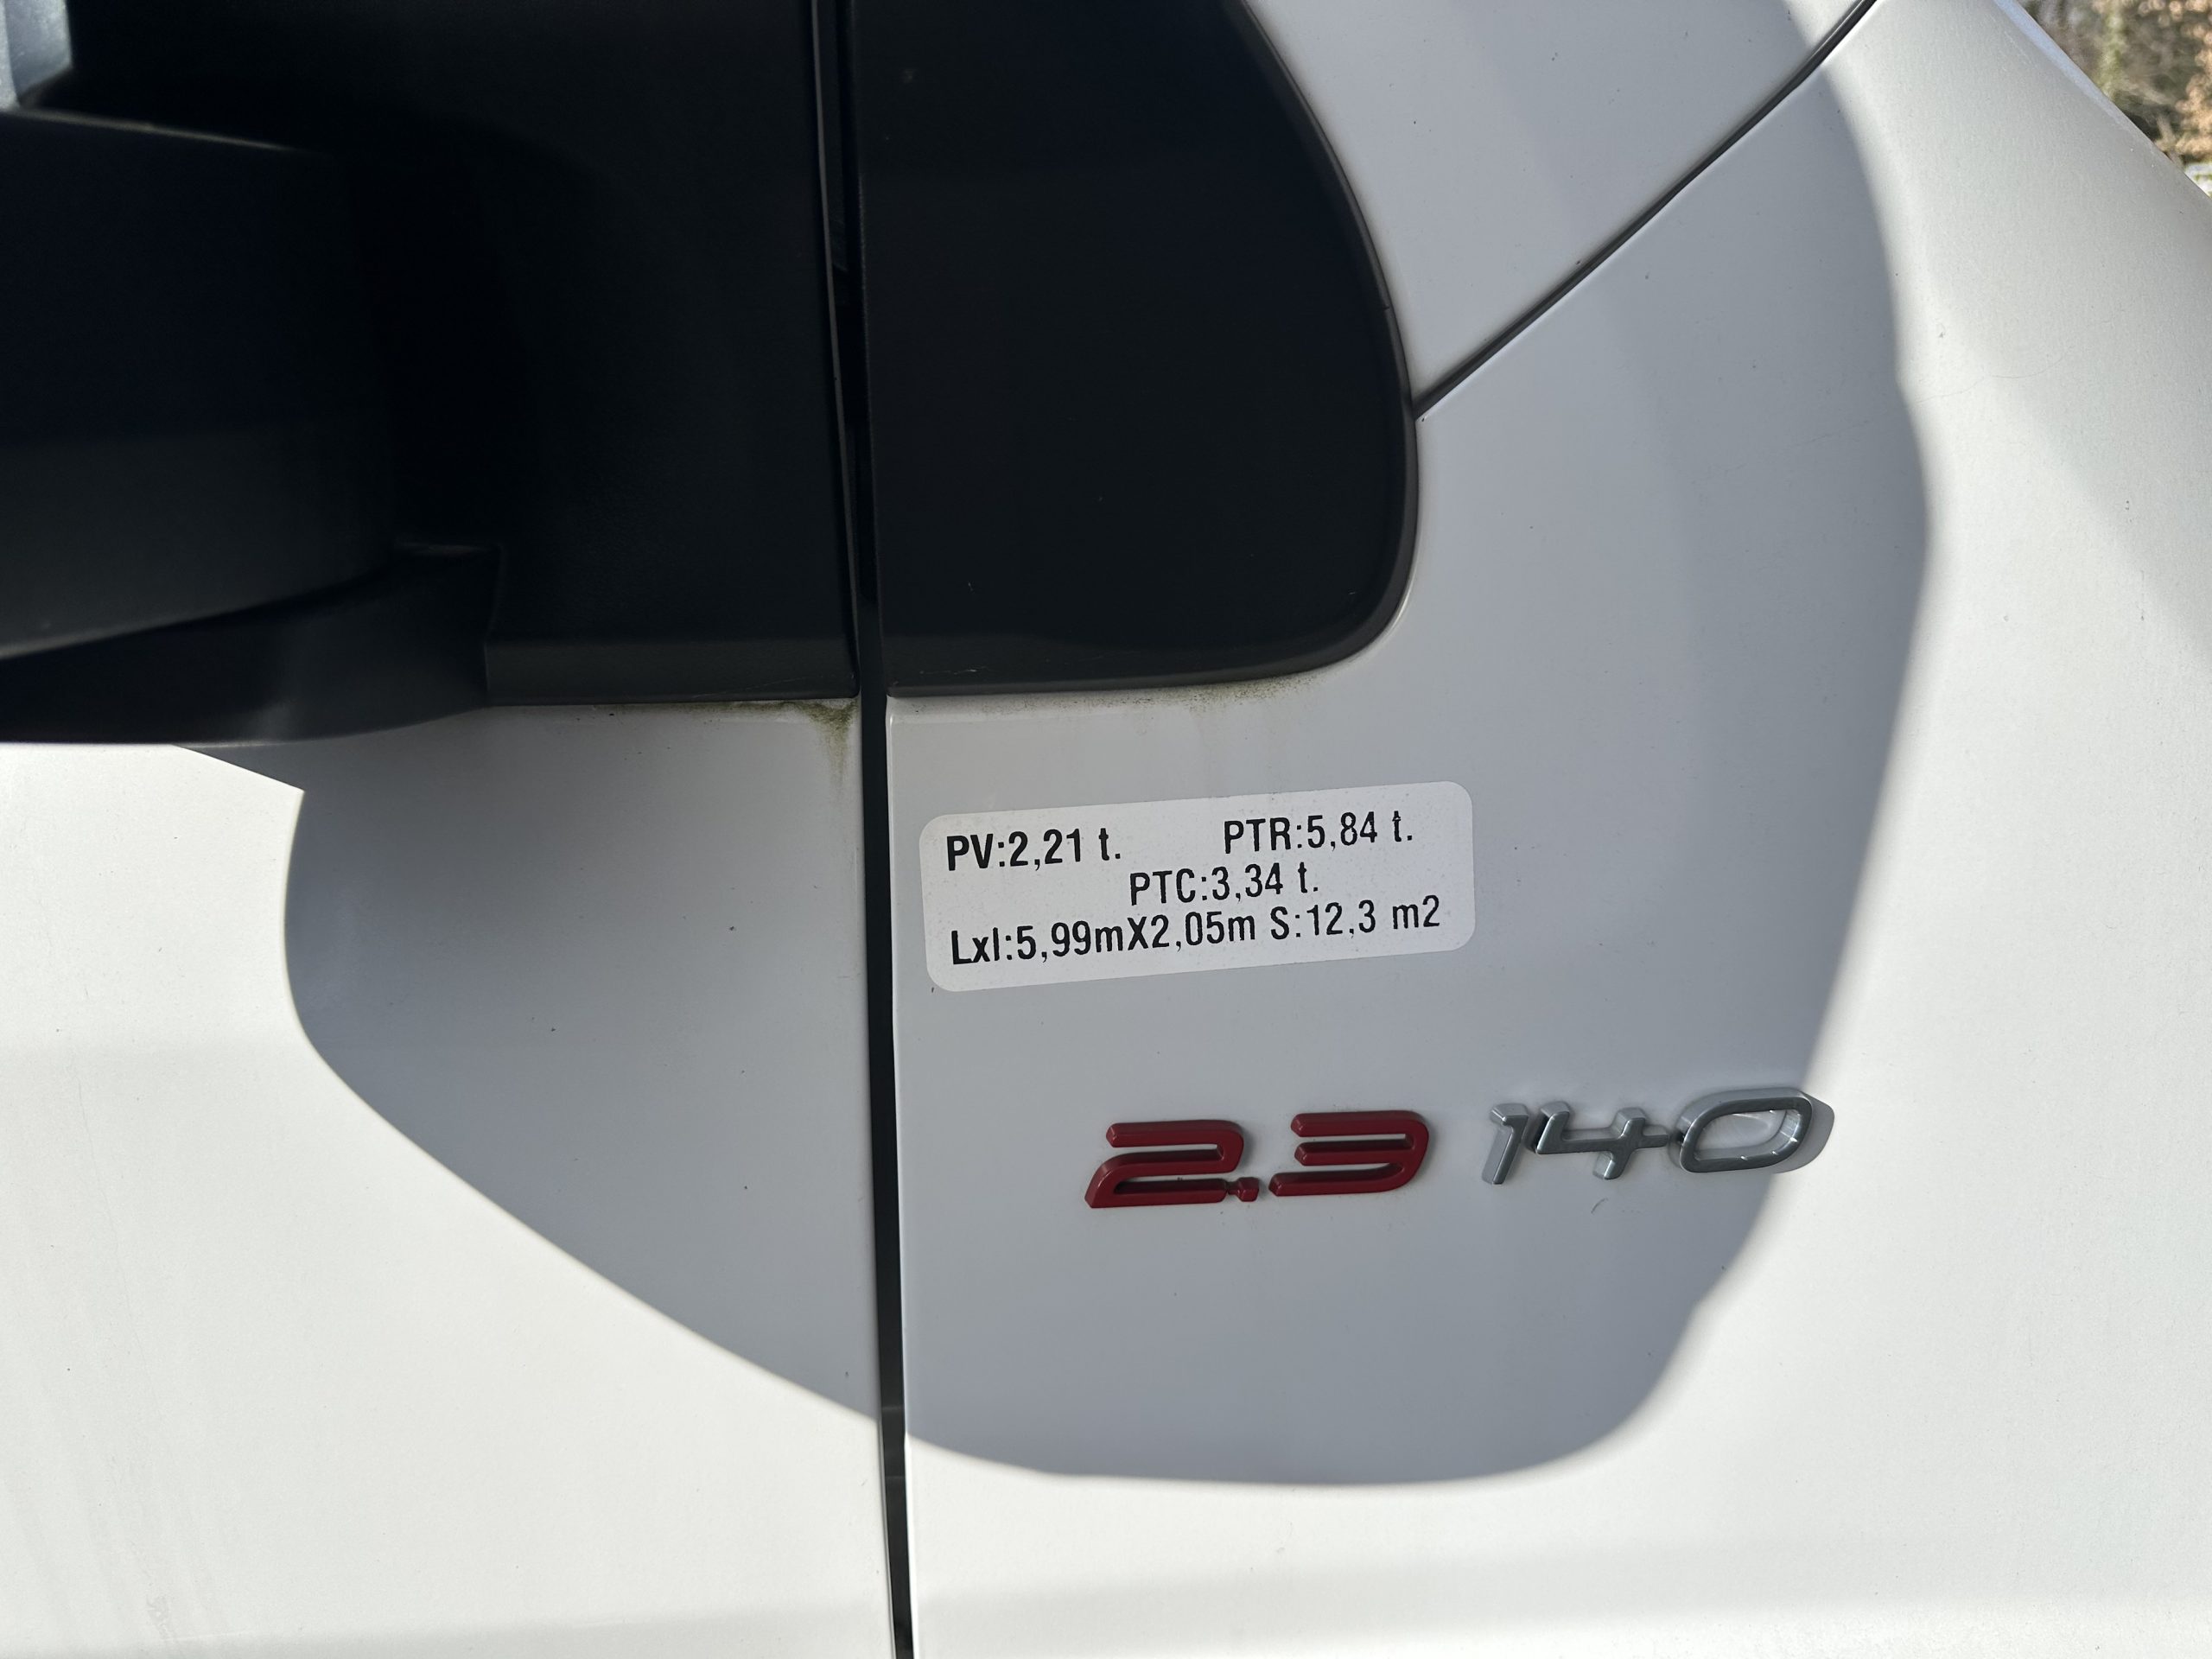 PV:2,21 t. PTR:5,84 t.
PTC:3,34 t.
Lxl:5,99mX2,05m S:12,3 m2
2.3 140